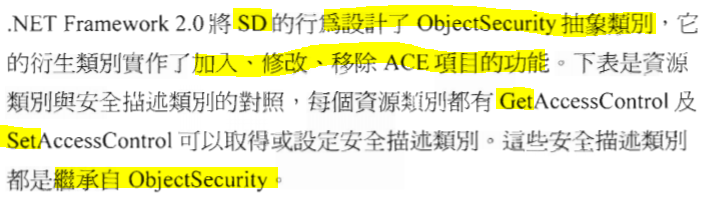 .NET Framework 2.0將 SD 的行為設計了 ObjectSecurity 抽象類別，它
的衍生類別實作了加入、修改、移除 ACE 項目的功能。下表是資源
類別與安全描述類別的對照，每個資源類別都有 GetAccessControl 及
SetAccessControl 可以取得或設定安全描述類別。這些安全描述類別
都是繼承自 ObjectSecurity。